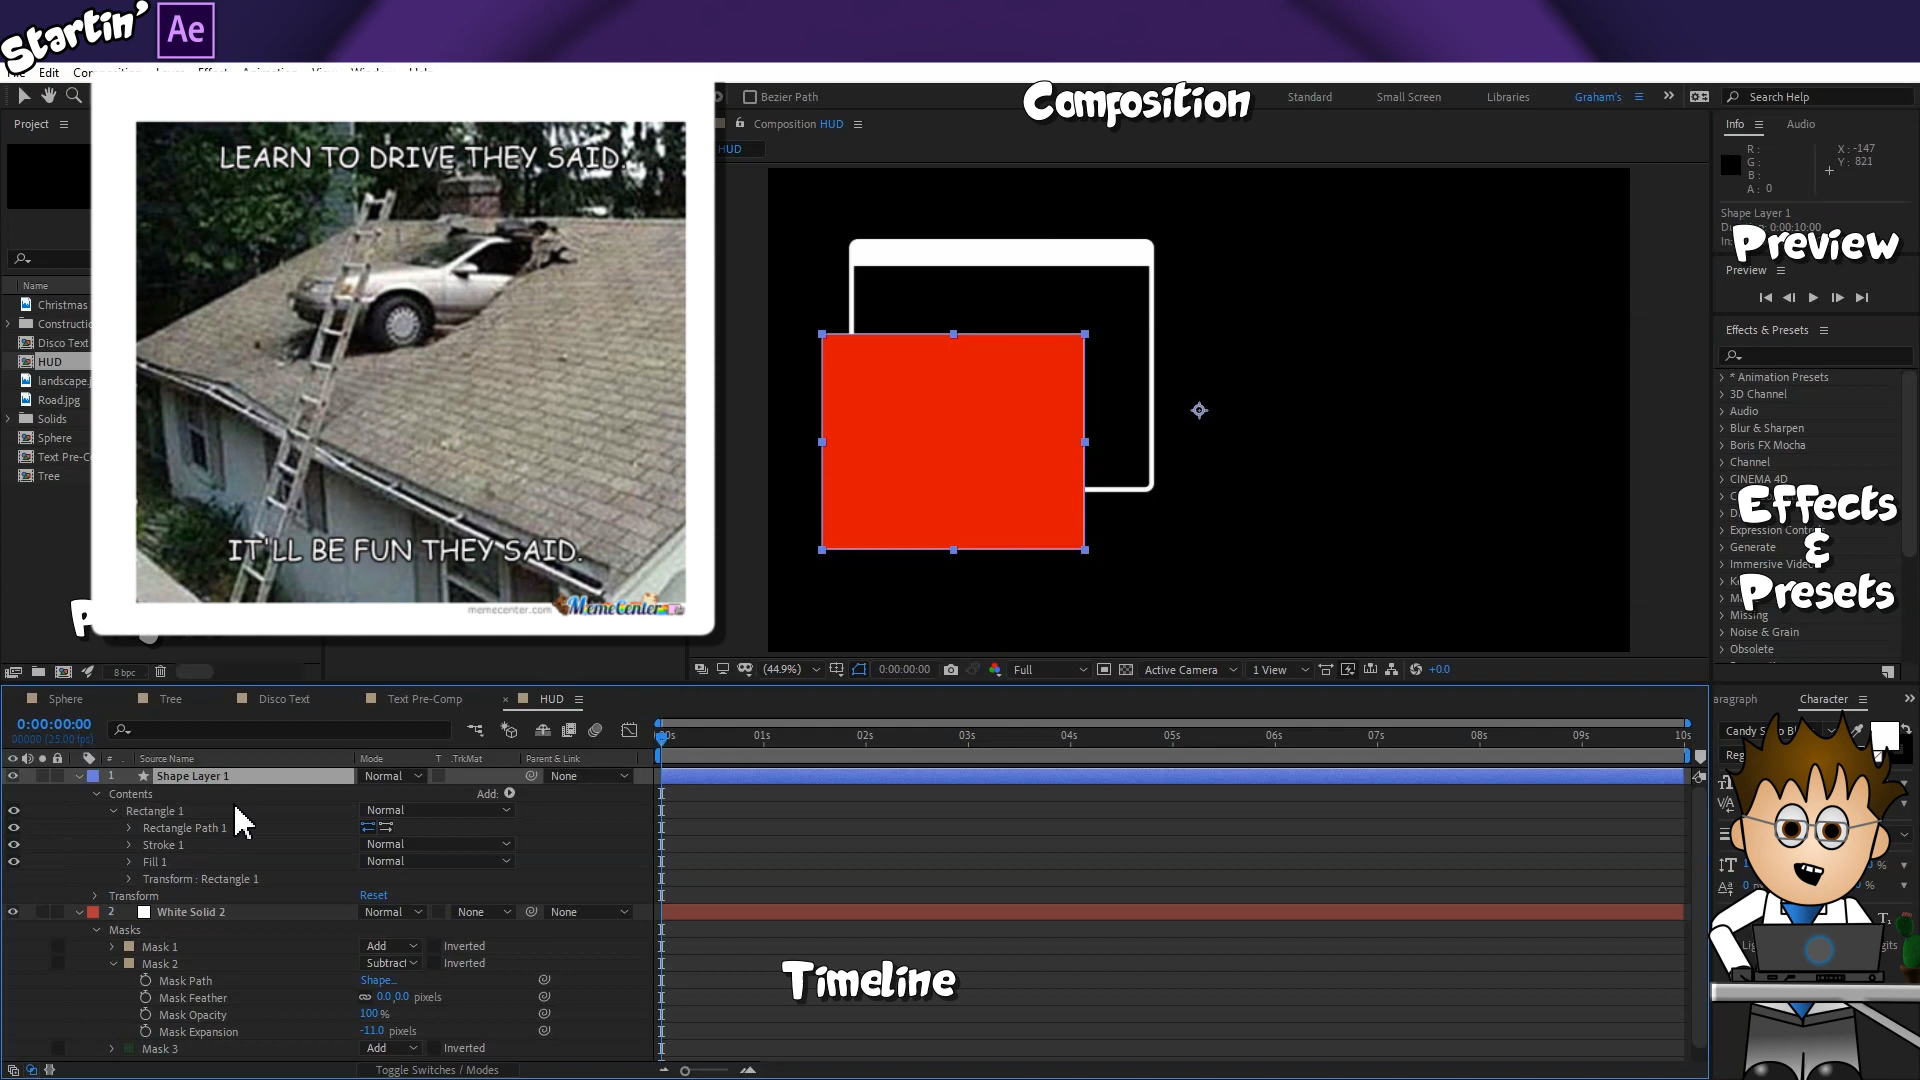 Startin'
Ae
Edit
LEARN TO DRIVE THEY SAID.
IT'LL BE FUN THEY SAID.
memecenter.com MemeCenter
Bezier Path
Composition
Standard
Small Screen
Libraries
Graham's
Search Help
Project
Composition HUD
HUD
Info
Audio
R :
G :
B :
A : 0
X : -147
Y : 821
Shape Layer 1
Preview
Preview
Name
Christmas
Disco Text
HUD
Road.jpg
Solids
Sphere
Tree
Effects & Presets
* Animation Presets
3D Channel
Audio
Blur & Sharpen
Boris FX Mocha
Channel
CINEMA 4D
Generate
Missing
Noise & Grain
Obsolete
Effects
&
Presets
8 bpc
(44.9%)
0:00:00:00
Full
Active Camera
1 View
+0.0
Sphere
Tree
Disco Text
Text Pre-Comp
HUD
0:00:00:00
00000 (25.00 fps)
01s 02s 03s 04s 05s 06s 07s 08s 09s 10s
# Source Name Mode T .TrkMat Parent & Link
1 Shape Layer 1 Normal None
Contents Add:
Rectangle 1 Normal
Rectangle Path 1
Stroke 1 Normal
Fill 1 Normal
Transform : Rectangle 1
Transform Reset
2 White Solid 2 Normal None None
Masks
Mask 1 Add Inverted
Mask 2 Subtract Inverted
Mask Path Shape...
Mask Feather 0.0,0.0 pixels
Mask Opacity 100 %
Mask Expansion -11.0 pixels
Mask 3 Add Inverted
Toggle Switches / Modes
Timeline
Character